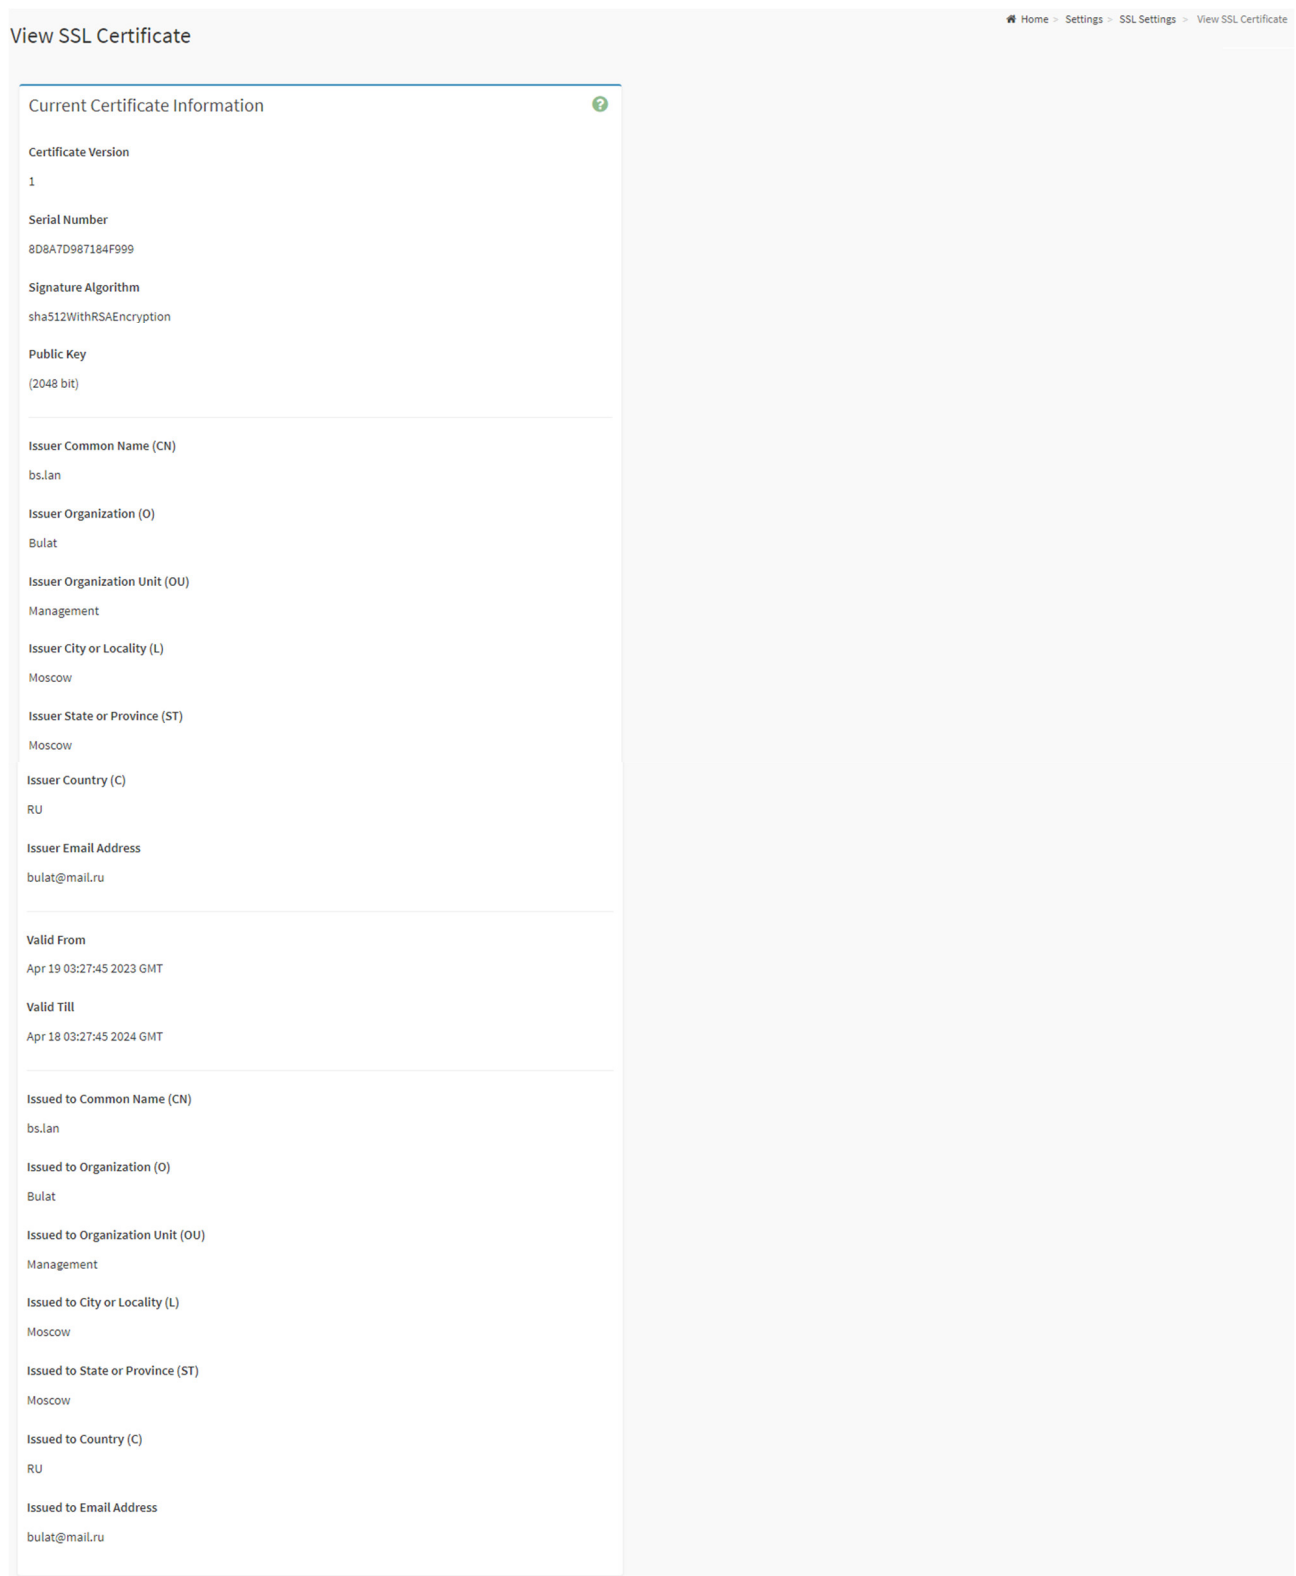 Home > Settings > SSL Settings > View SSL Certificate
View SSL Certificate
Current Certificate Information
Certificate Version
1
Serial Number
8D8A7D987184F999
Signature Algorithm
sha512WithRSAEncryption
Public Key
(2048 bit)
Issuer Common Name (CN)
bs.lan
Issuer Organization (O)
Bulat
Issuer Organization Unit (OU)
Management
Issuer City or Locality (L)
Moscow
Issuer State or Province (ST)
Moscow
Issuer Country (C)
RU
Issuer Email Address
bulat@mail.ru
Valid From
Apr 19 03:27:45 2023 GMT
Valid Till
Apr 18 03:27:45 2024 GMT
Issued to Common Name (CN)
bs.lan
Issued to Organization (O)
Bulat
Issued to Organization Unit (OU)
Management
Issued to City or Locality (L)
Moscow
Issued to State or Province (ST)
Moscow
Issued to Country (C)
RU
Issued to Email Address
bulat@mail.ru